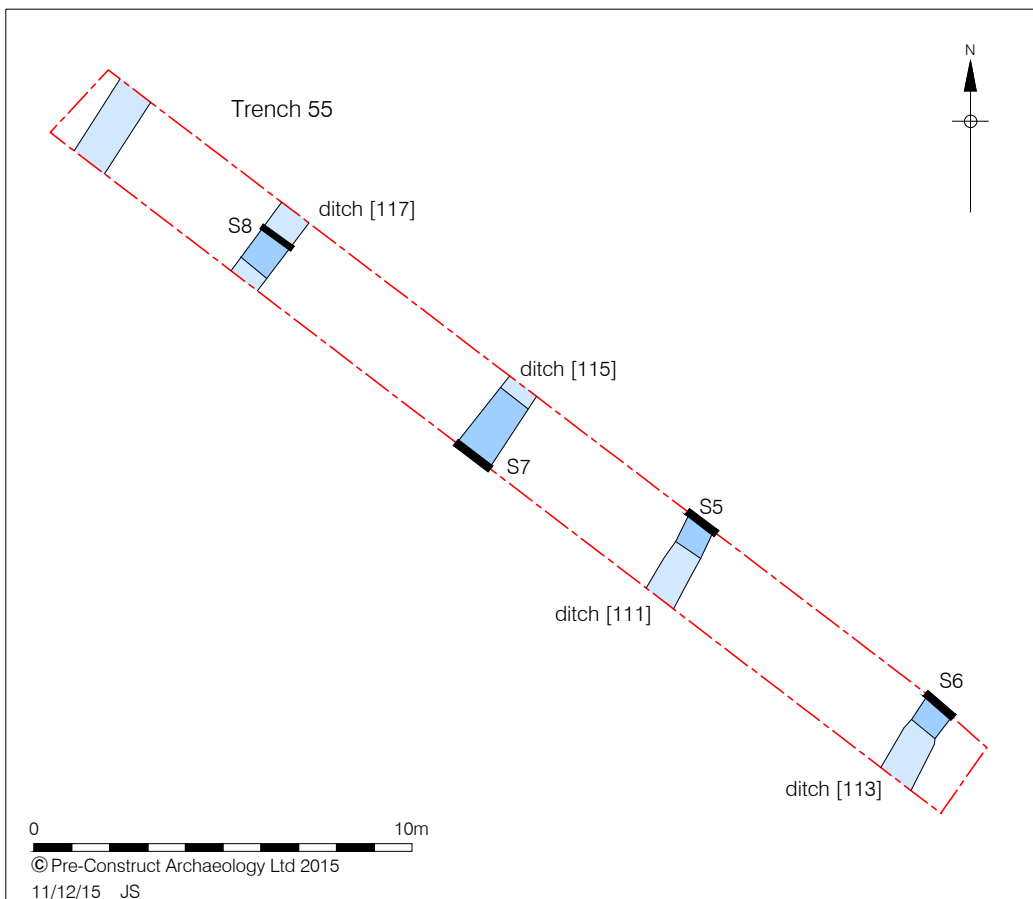 N
Trench 55
ditch [117]
S8
ditch [115]
S7
S5
ditch [111]
S6
ditch [113]
0 10m
© Pre-Construct Archaeology Ltd 2015
11/12/15 JS